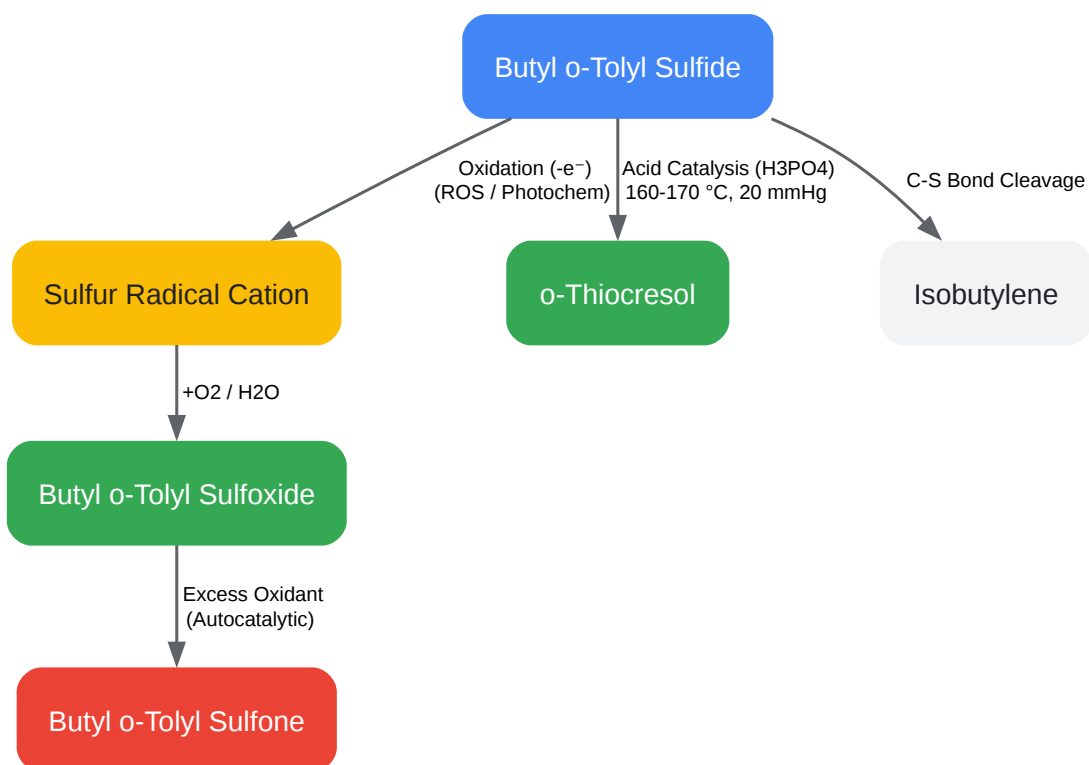 Butyl o-Tolyl Sulfide
Oxidation (-e⁻)
(ROS / Photochem)
Acid Catalysis (H3PO4)
160-170 °C, 20 mmHg
C-S Bond Cleavage
Sulfur Radical Cation
o-Thiocresol
Isobutylene
+O2 / H2O
Butyl o-Tolyl Sulfoxide
Excess Oxidant
(Autocatalytic)
Butyl o-Tolyl Sulfone